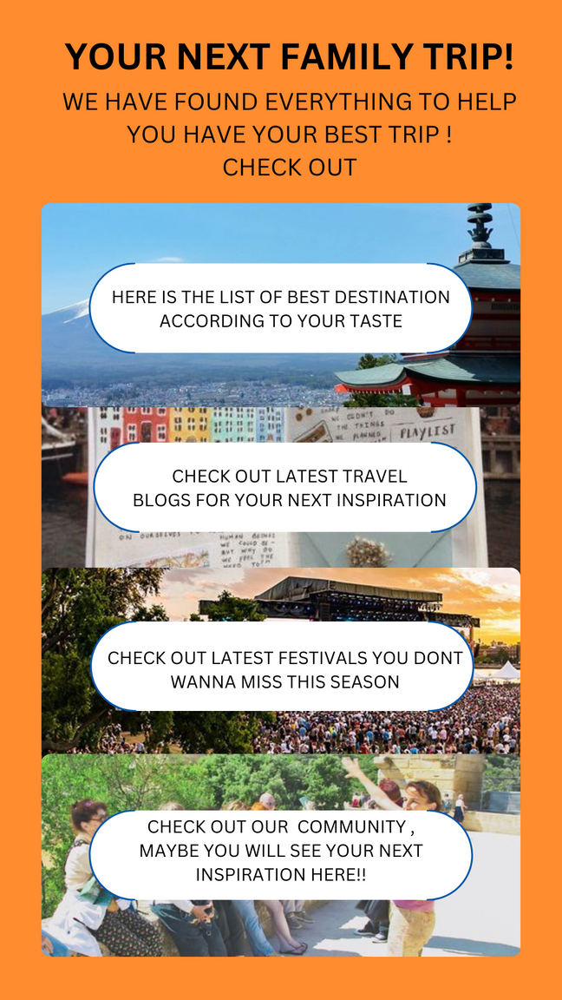 YOUR NEXT FAMILY TRIP!
WE HAVE FOUND EVERYTHING TO HELP
YOU HAVE YOUR BEST TRIP !
CHECK OUT
HERE IS THE LIST OF BEST DESTINATION
ACCORDING TO YOUR TASTE
WE COULDN'T DO
THE THINGS
WE PLANNED
PLAYLIST
CHECK OUT LATEST TRAVEL
BLOGS FOR YOUR NEXT INSPIRATION
ON OURSELVES TO
HUMAN BEINGS
WE COULD BE-
BUT WHY DO
WE FEEL THE
NEED TO
CHECK OUT LATEST FESTIVALS YOU DONT
WANNA MISS THIS SEASON
CHECK OUT OUR COMMUNITY ,
MAYBE YOU WILL SEE YOUR NEXT
INSPIRATION HERE!!